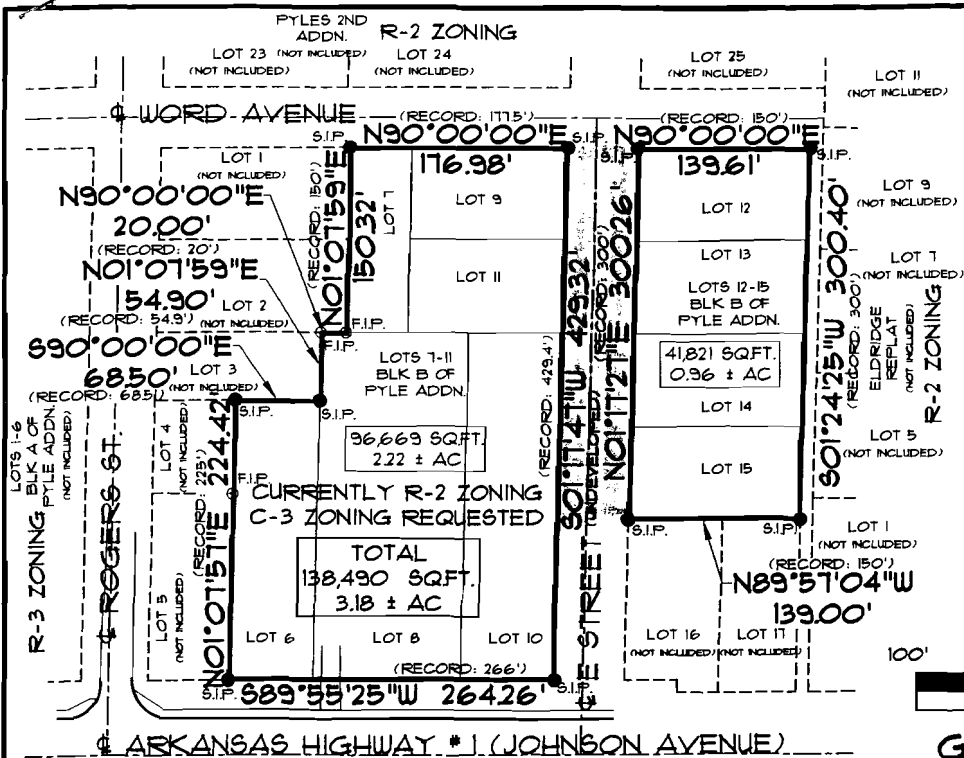 PYLES 2ND
ADDN.
R-2 ZONING
LOT 23
(NOT INCLUDED)
(NOT INCLUDED)
LOT 24
(NOT INCLUDED)
LOT 25
(NOT INCLUDED)
LOT 11
(NOT INCLUDED)
℄ WORD AVENUE
(RECORD: 177.5')
(RECORD: 150')
S.I.P.
N90°00'00"E
S.I.P.
S.I.P.
N90°00'00"E
S.I.P.
176.98'
139.61'
LOT 1
(NOT INCLUDED)
N90°00'00"E
20.00'
(RECORD: 20')
(RECORD: 150')
N01°07'59"E
150.32'
LOT 7
LOT 9
LOT 11
LOT 12
LOT 13
LOTS 12-15
BLK B OF
PYLE ADDN.
41,821 SQ.FT.
0.96 ± AC
LOT 14
LOT 15
LOT 9
(NOT INCLUDED)
LOT 7
(NOT INCLUDED)
N01°07'59"E
54.90'
(RECORD: 54.9')
LOT 2
(NOT INCLUDED)
F.I.P.
F.I.P.
S90°00'00"E
68.50'
(RECORD: 68.5')
LOT 3
(NOT INCLUDED)
S.I.P.
S.I.P.
LOTS 7-11
BLK B OF
PYLE ADDN.
96,669 SQ.FT.
2.22 ± AC
(RECORD: 429.4')
S01°17'47"W 429.32'
(RECORD: 300')
N01°17'27"E 300.26'
S01°24'25"W 300.40'
(RECORD: 300')
ELDRIDGE
REPLAT
(NOT INCLUDED)
R-2 ZONING
LOT 5
(NOT INCLUDED)
LOTS 1-6
BLK A OF
PYLE ADDN.
(NOT INCLUDED)
R-3 ZONING
℄ ROGERS ST.
LOT 4
(NOT INCLUDED)
LOT 5
(NOT INCLUDED)
F.I.P.
(RECORD: 225')
N01°07'57"E 224.42'
CURRENTLY R-2 ZONING
C-3 ZONING REQUESTED
TOTAL
138,490 SQ.FT.
3.18 ± AC
℄ E STREET (UNDEVELOPED)
S.I.P.
S.I.P.
LOT 1
(NOT INCLUDED)
(RECORD: 150')
N89°57'04"W
139.00'
LOT 6
LOT 8
LOT 10
LOT 16
(NOT INCLUDED)
LOT 17
(NOT INCLUDED)
(RECORD: 266')
S.I.P.
S89°55'25"W 264.26'
S.I.P.
100'
℄ ARKANSAS HIGHWAY #1 (JOHNSON AVENUE)
G